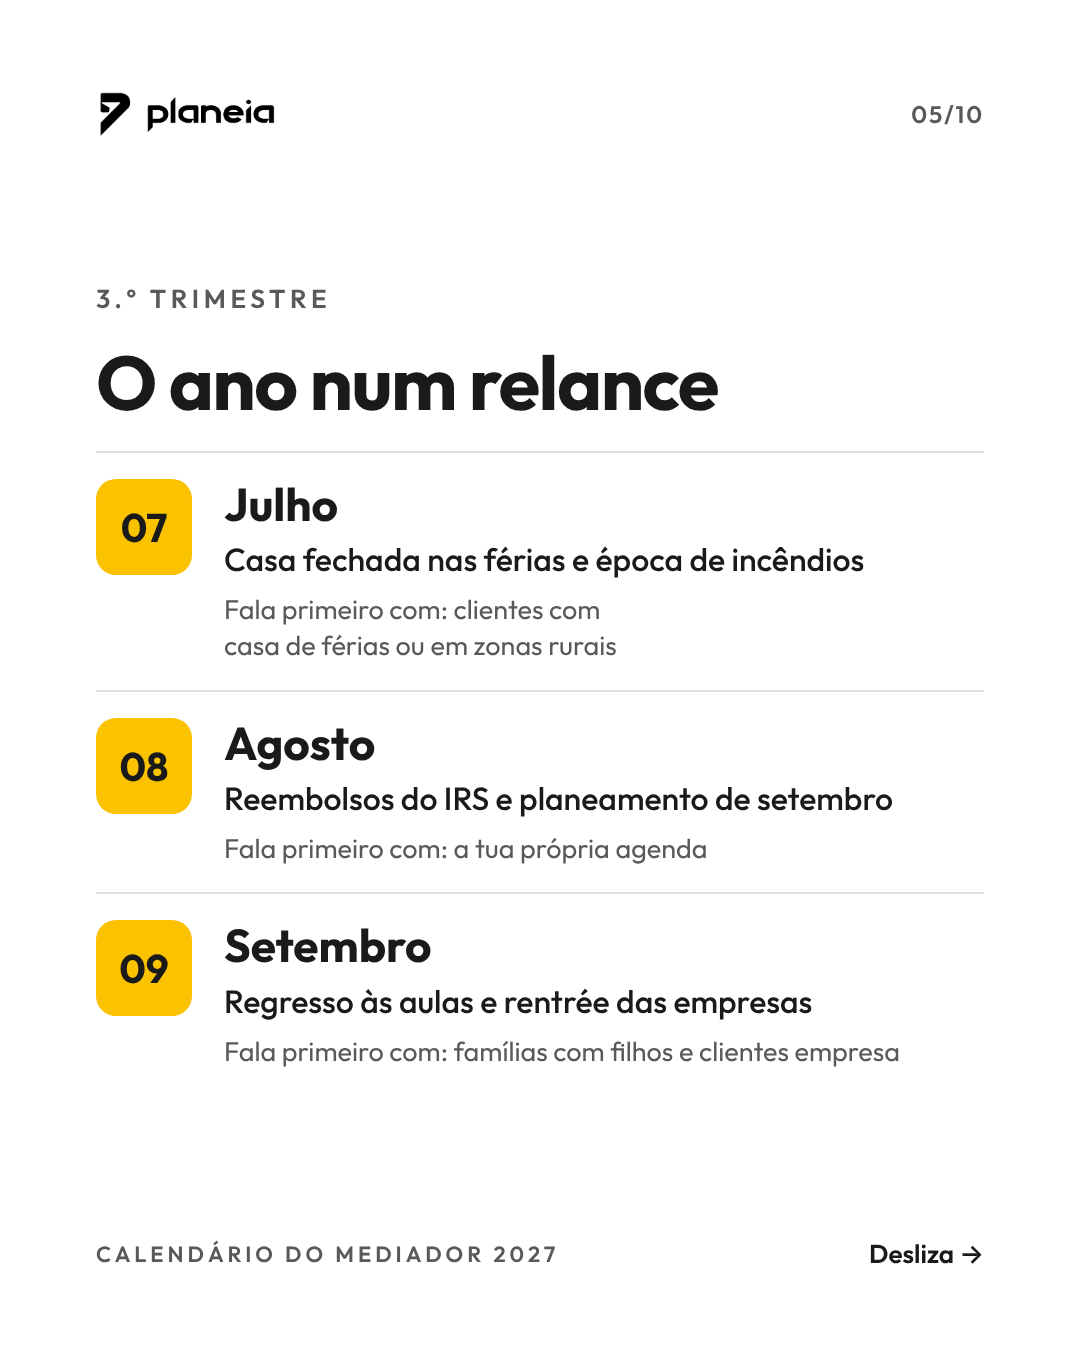 planeia
05/10
3.º TRIMESTRE
O ano num relance
07
Julho
Casa fechada nas férias e época de incêndios
Fala primeiro com: clientes com
casa de férias ou em zonas rurais
08
Agosto
Reembolsos do IRS e planeamento de setembro
Fala primeiro com: a tua própria agenda
09
Setembro
Regresso às aulas e rentrée das empresas
Fala primeiro com: famílias com filhos e clientes empresa
CALENDÁRIO DO MEDIADOR 2027
Desliza →